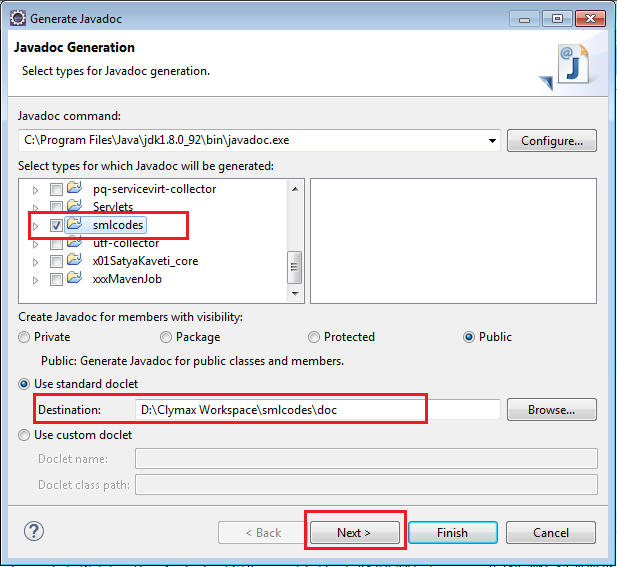 Generate Javadoc
Javadoc Generation
Select types for Javadoc generation.
@
J
Javadoc command:
C:\Program Files\Java\jdk1.8.0_92\bin\javadoc.exe
Configure...
Select types for which Javadoc will be generated:
pq-servicevirt-collector
Servlets
smlcodes
utf-collector
x01SatyaKaveti_core
xxxMavenJob
Create Javadoc for members with visibility:
Private Package Protected Public
Public: Generate Javadoc for public classes and members.
Use standard doclet
Destination: D:\Clymax Workspace\smlcodes\doc Browse...
Use custom doclet
Doclet name:
Doclet class path:
? < Back Next > Finish Cancel